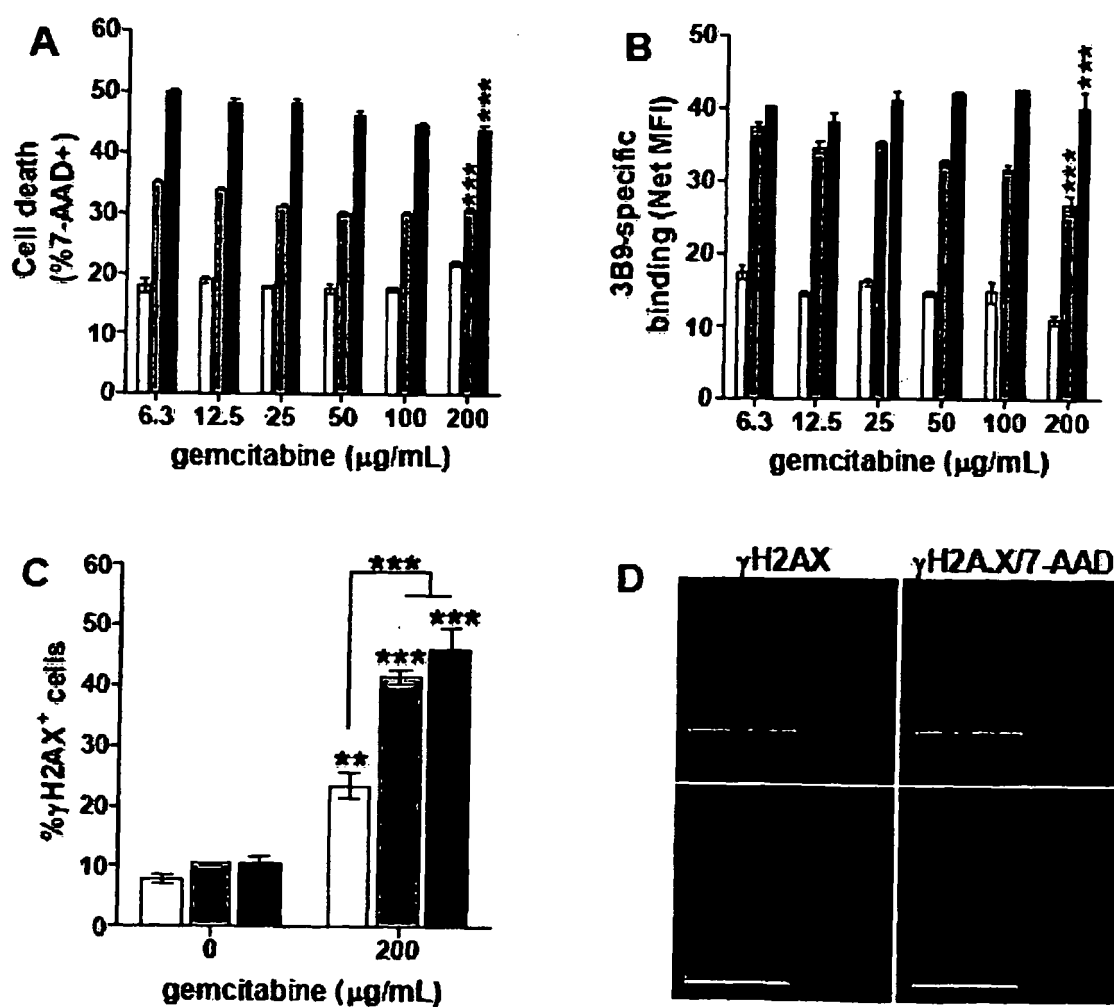 A
Cell death
(%7-AAD+)
60
50
40
30
20
10
0
*** ***
6.3 12.5 25 50 100 200
gemcitabine (µg/mL)
B
3B9-specific
binding (Net MFI)
50
40
30
20
10
0
*** ***
6.3 12.5 25 50 100 200
gemcitabine (µg/mL)
C
%γH2AX+ cells
60
50
40
30
20
10
0
***
**
***
***
0 200
gemcitabine (µg/mL)
D
γH2AX γH2A.X/7-AAD